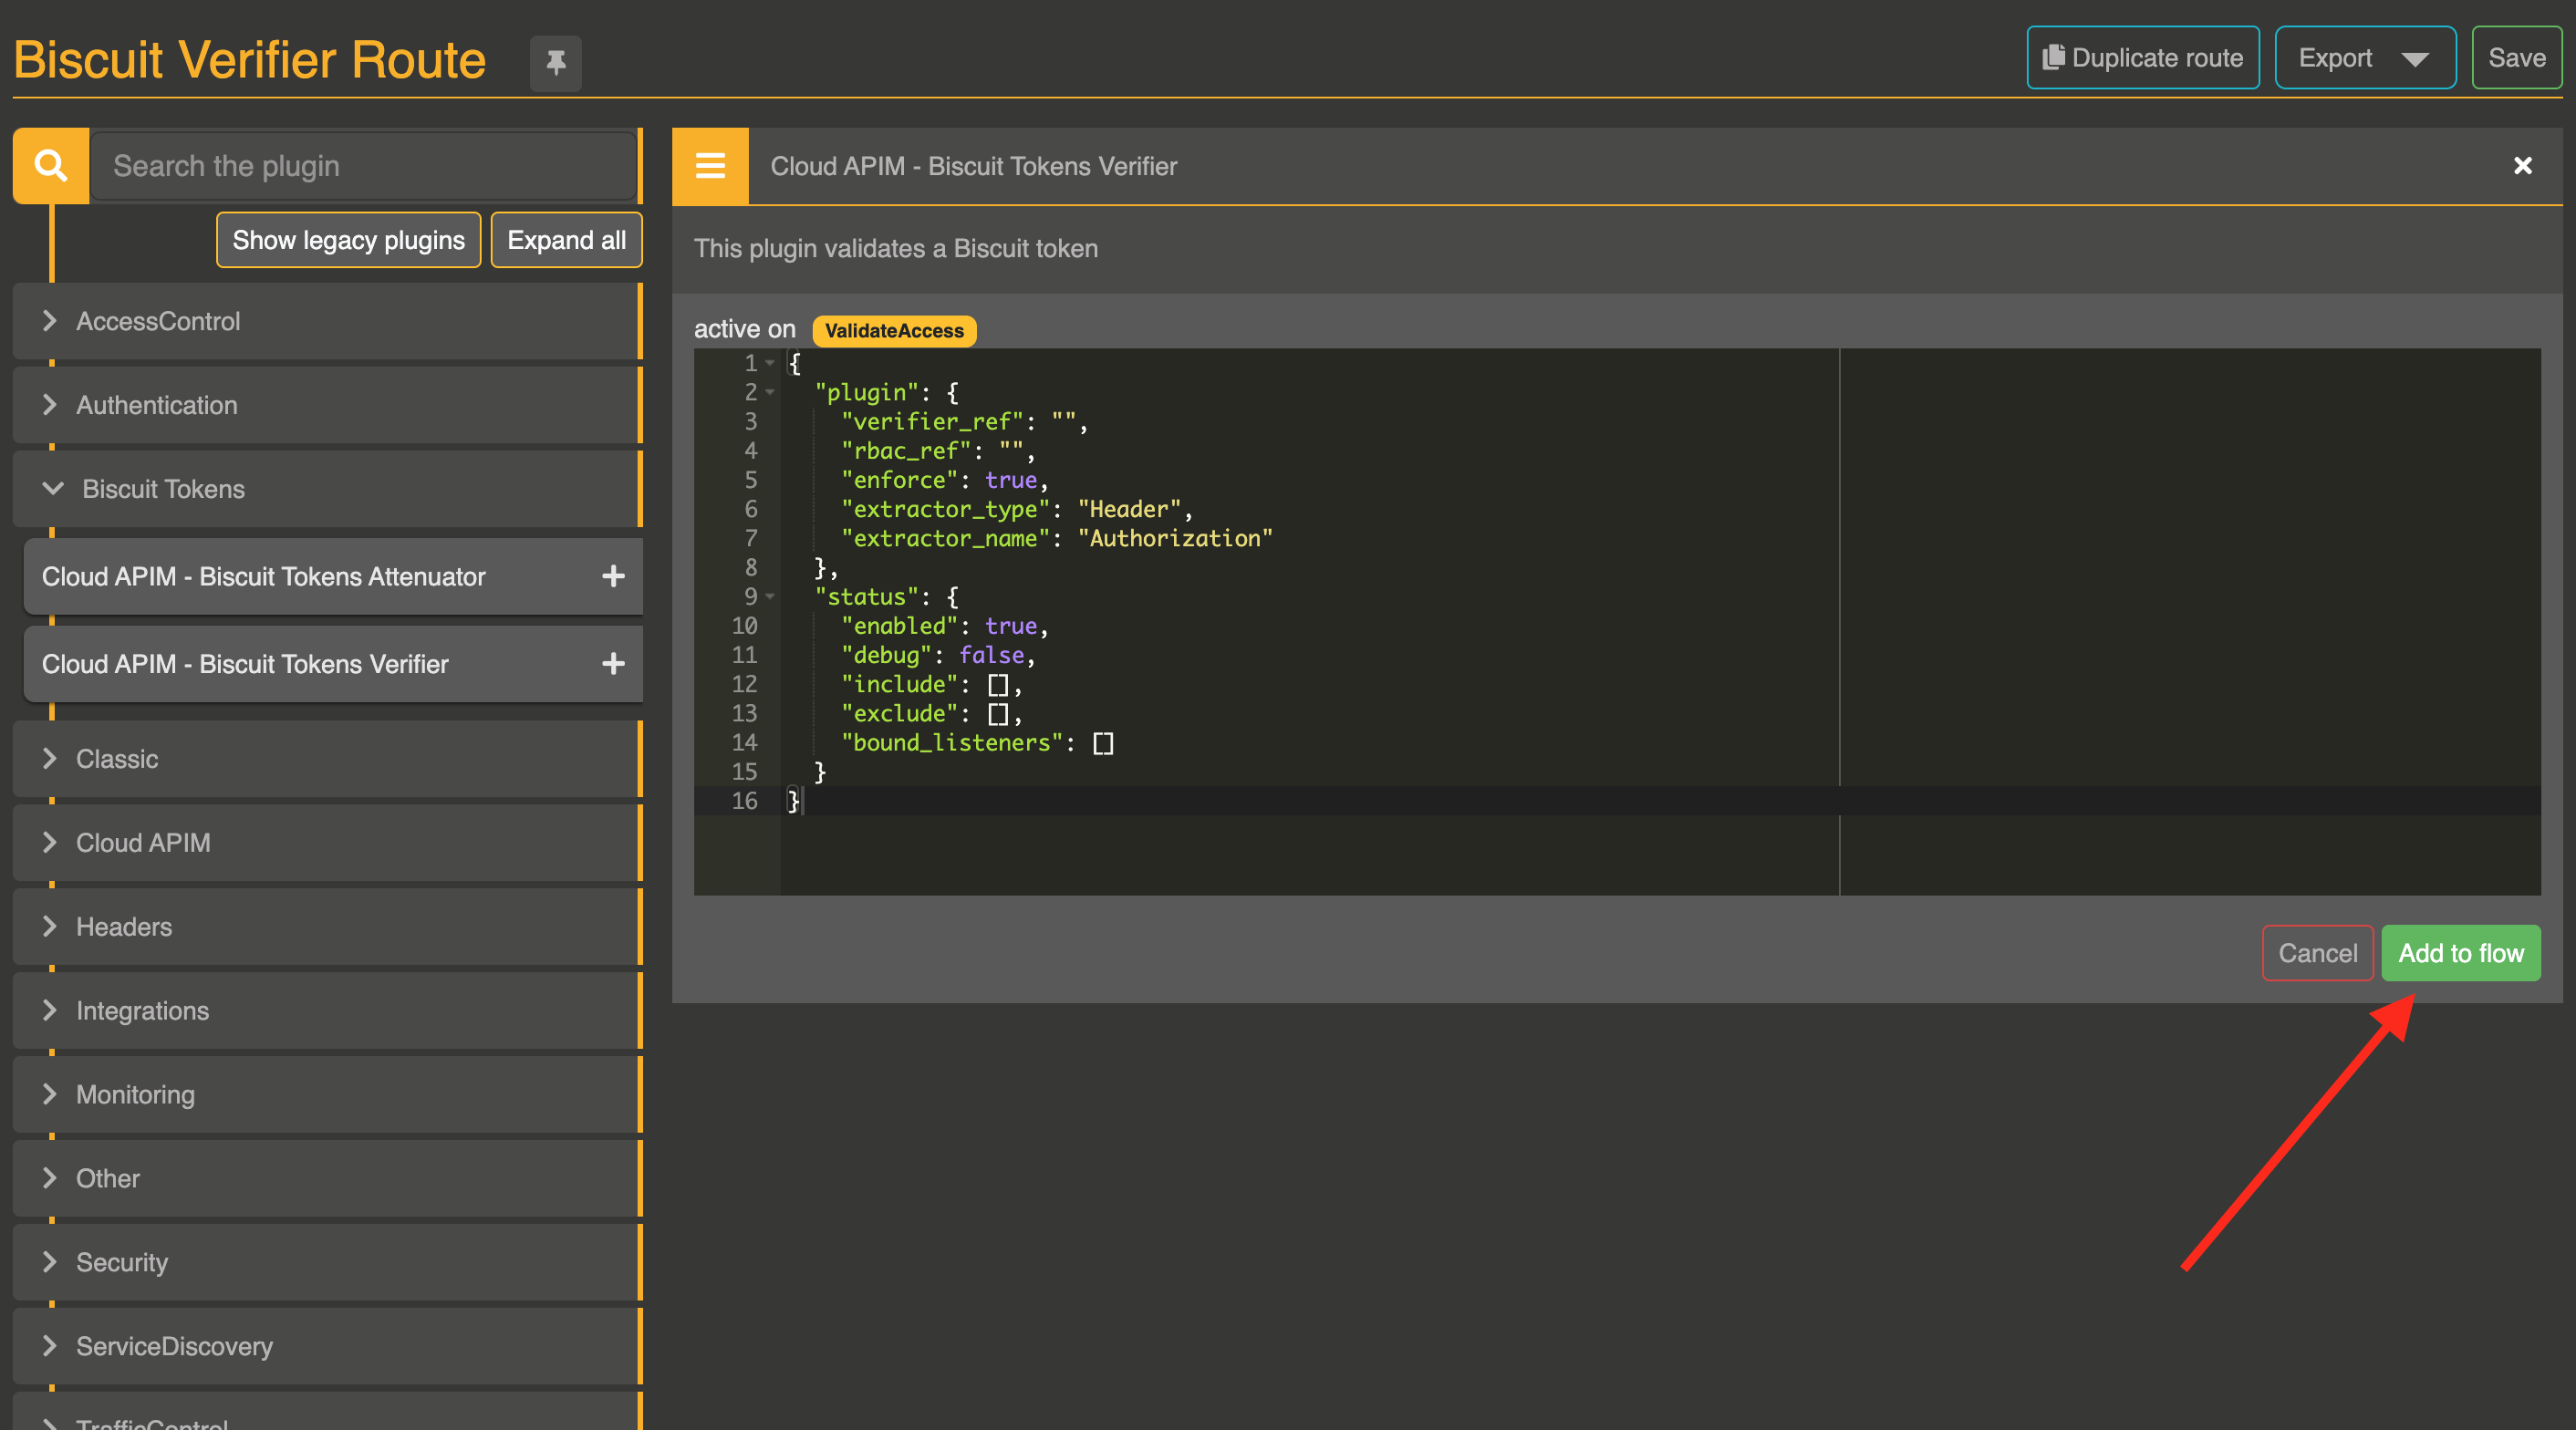 Biscuit Verifier Route
Duplicate route
Export
Save
Search the plugin
Show legacy plugins
Expand all
AccessControl
Authentication
Biscuit Tokens
Cloud APIM - Biscuit Tokens Attenuator
Cloud APIM - Biscuit Tokens Verifier
Classic
Cloud APIM
Headers
Integrations
Monitoring
Other
Security
ServiceDiscovery
TrafficControl
Cloud APIM - Biscuit Tokens Verifier
This plugin validates a Biscuit token
active on ValidateAccess
1 {
2 "plugin": {
3 "verifier_ref": "",
4 "rbac_ref": "",
5 "enforce": true,
6 "extractor_type": "Header",
7 "extractor_name": "Authorization"
8 },
9 "status": {
10 "enabled": true,
11 "debug": false,
12 "include": [],
13 "exclude": [],
14 "bound_listeners": []
15 }
16 }
Cancel
Add to flow